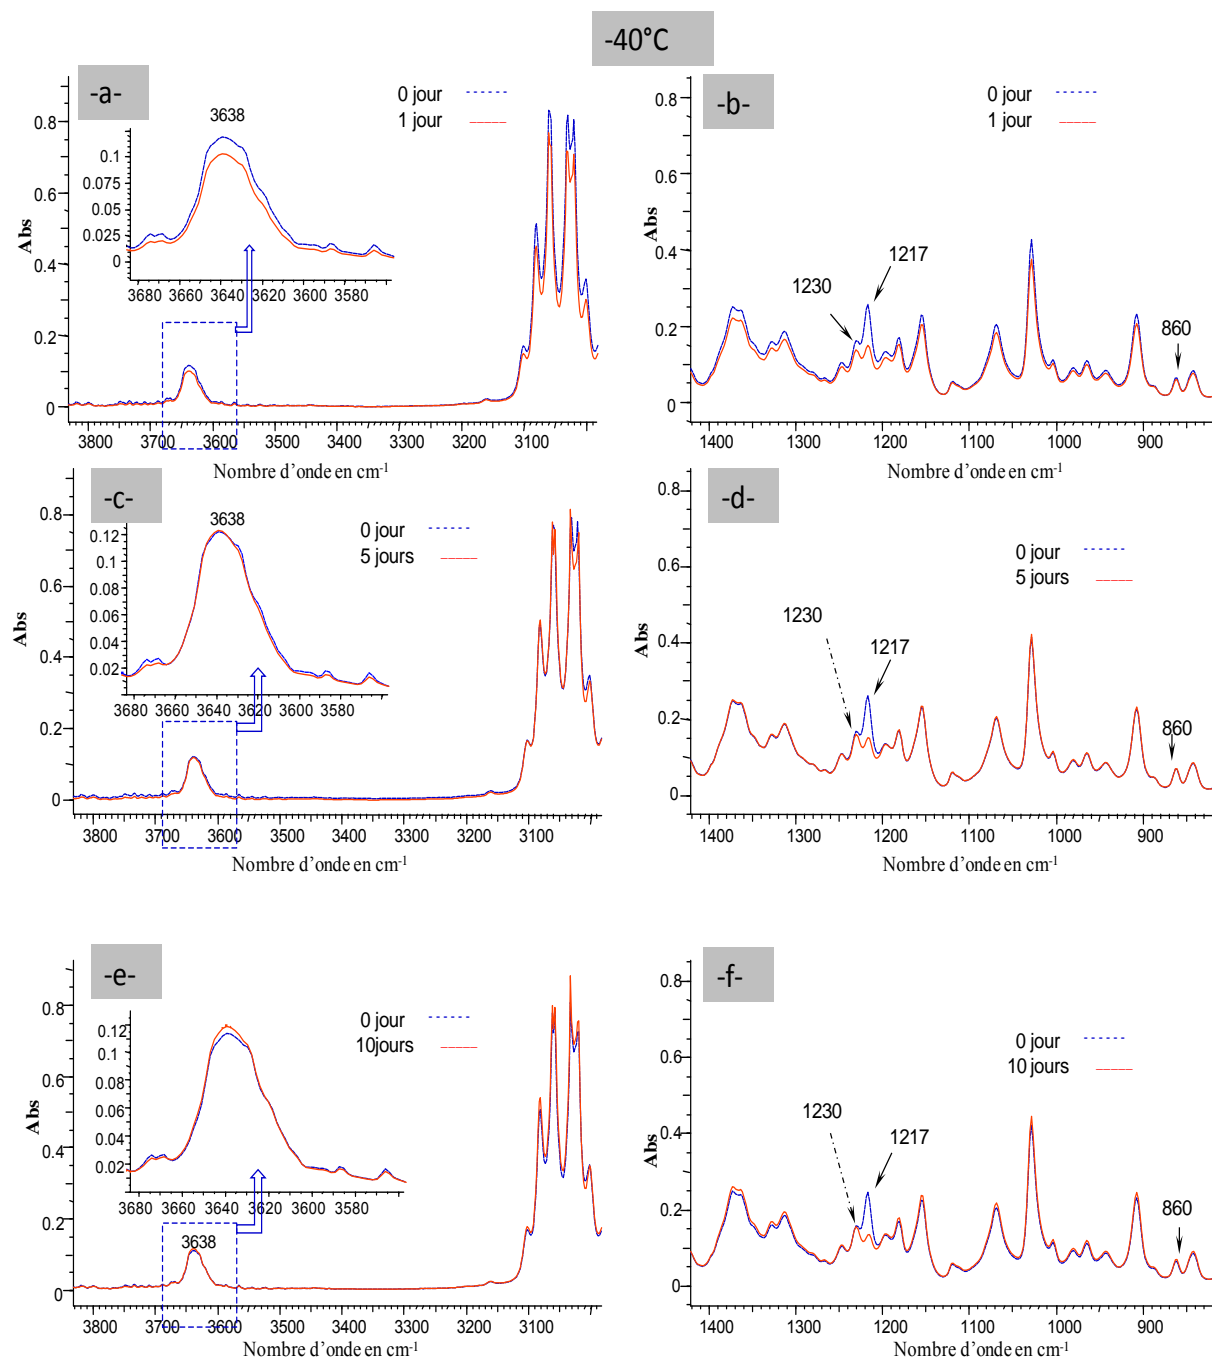 -40°C
-a-
0 jour
1 jour
3638
0.1
0.075
0.05
0.025
0
3680 3660 3640 3620 3600 3580
0.8
0.6
0.4
0.2
0
Abs
3800 3700 3600 3500 3400 3300 3200 3100
Nombre d'onde en cm-1
-b-
0 jour
1 jour
1230
1217
860
0.8
0.6
0.4
0.2
0
Abs
1400 1300 1200 1100 1000 900
Nombre d'onde en cm-1
-c-
0 jour
5 jours
3638
0.12
0.1
0.08
0.06
0.04
0.02
3680 3660 3640 3620 3600 3580
0.8
0.6
0.4
0.2
0
Abs
3800 3700 3600 3500 3400 3300 3200 3100
Nombre d'onde en cm-1
-d-
0 jour
5 jours
1230
1217
860
0.8
0.6
0.4
0.2
0
Abs
1400 1300 1200 1100 1000 900
Nombre d'onde en cm-1
-e-
0 jour
10jours
0.12
0.1
0.08
0.06
0.04
0.02
3680 3660 3640 3620 3600 3580
3638
0.8
0.6
0.4
0.2
0
Abs
3800 3700 3600 3500 3400 3300 3200 3100
Nombre d'onde en cm-1
-f-
0 jour
10 jours
1230
1217
860
0.8
0.6
0.4
0.2
0
Abs
1400 1300 1200 1100 1000 900
Nombre d'onde en cm-1